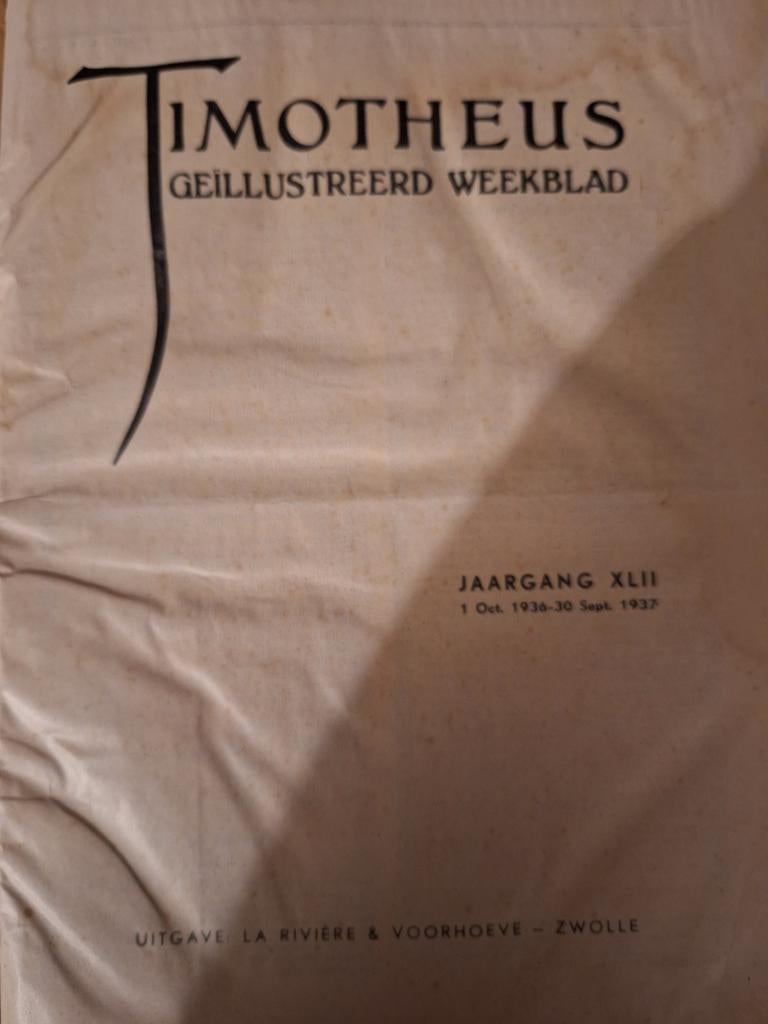 TIMOTHEUS
GEÏLLUSTREERD WEEKBLAD
JAARGANG XLII
1 Oct. 1936-30 Sept. 1937
UITGAVE: LA RIVIÈRE & VOORHOEVE – ZWOLLE